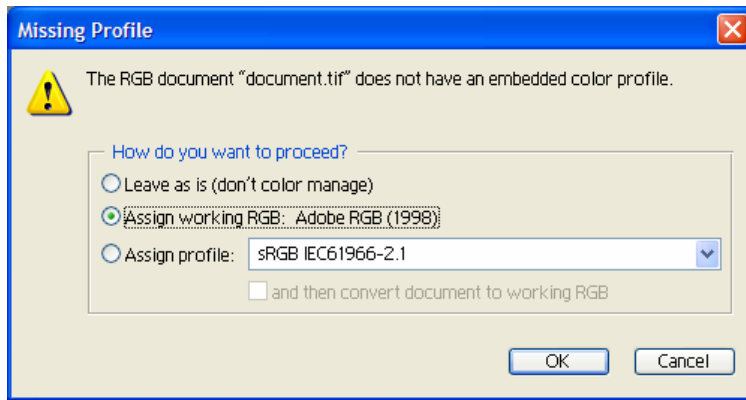 Missing Profile
The RGB document “document.tif” does not have an embedded color profile.
How do you want to proceed?
Leave as is (don't color manage)
Assign working RGB: Adobe RGB (1998)
Assign profile: sRGB IEC61966-2.1
and then convert document to working RGB
OK Cancel